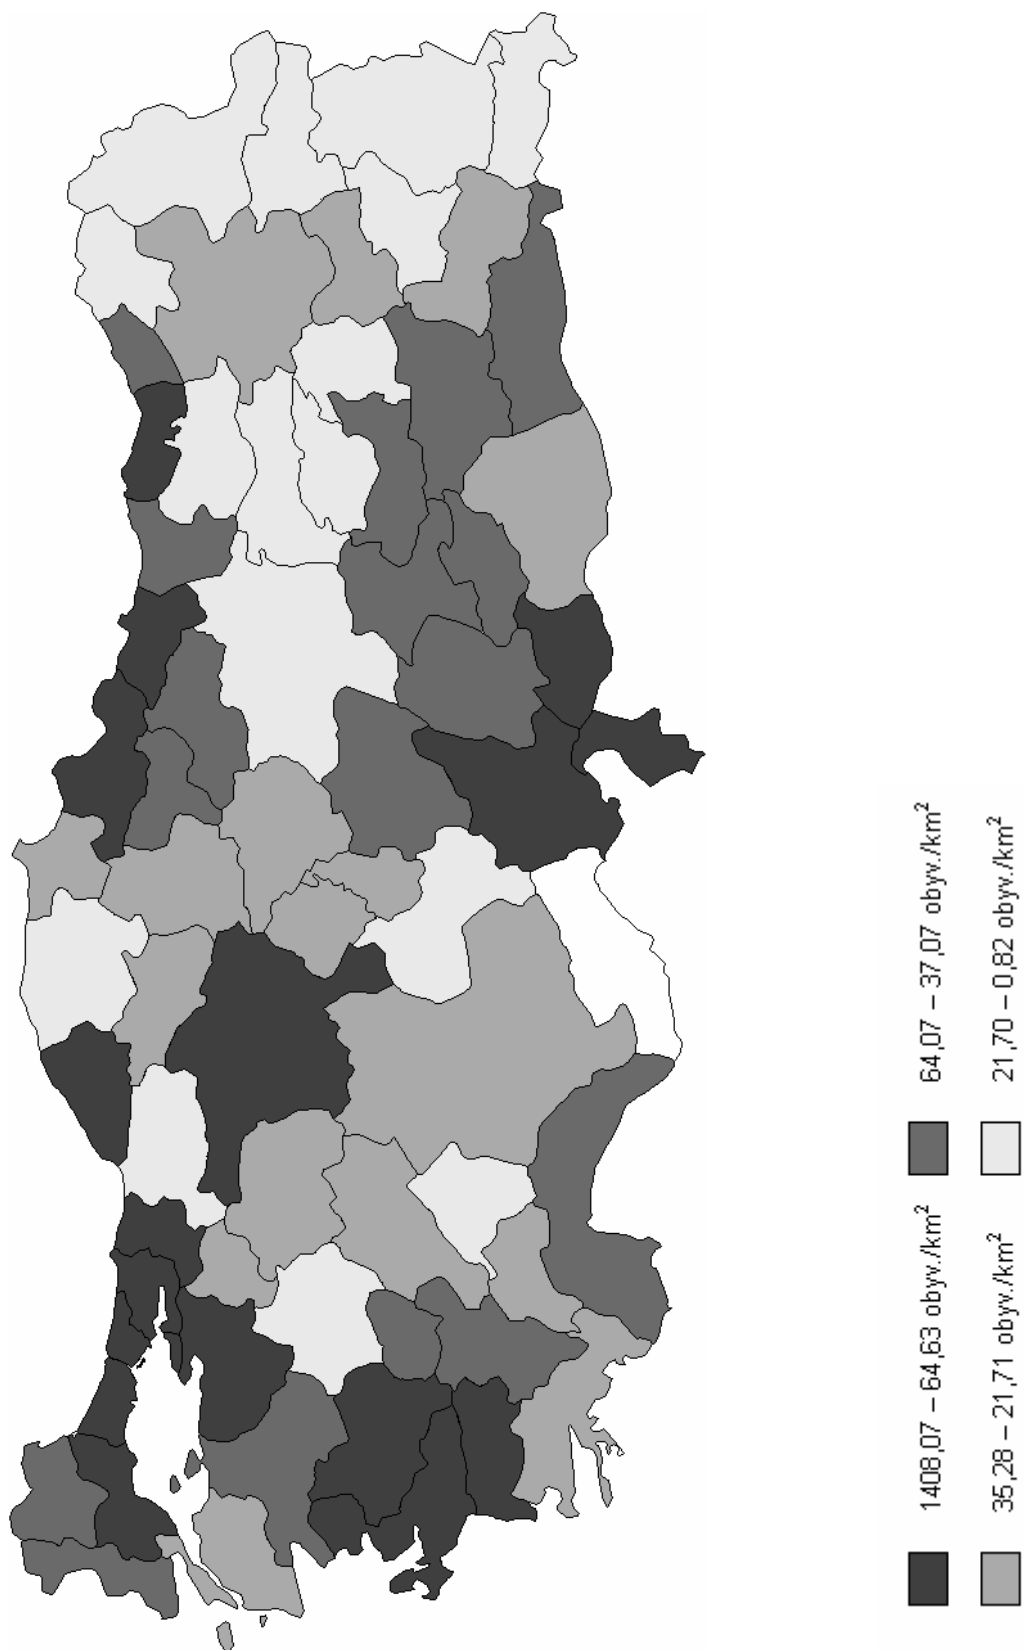 1408,07 – 64,63 obyv./km²
64,07 – 37,07 obyv./km²
35,28 – 21,71 obyv./km²
21,70 – 0,82 obyv./km²